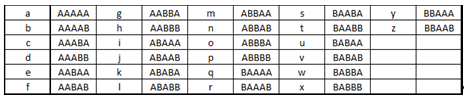 a AAAAA g AABBA m ABBAA s BAABA y BBAAA
b AAAAB h AABBB n ABBAB t BAABB z BBAAB
c AAABA i ABAAA o ABBBA u BABAA
d AAABB j ABAAB p ABBBB v BABAB
e AABAA k ABABA q BAAAA w BABBA
f AABAB l ABABB r BAAAB x BABBB